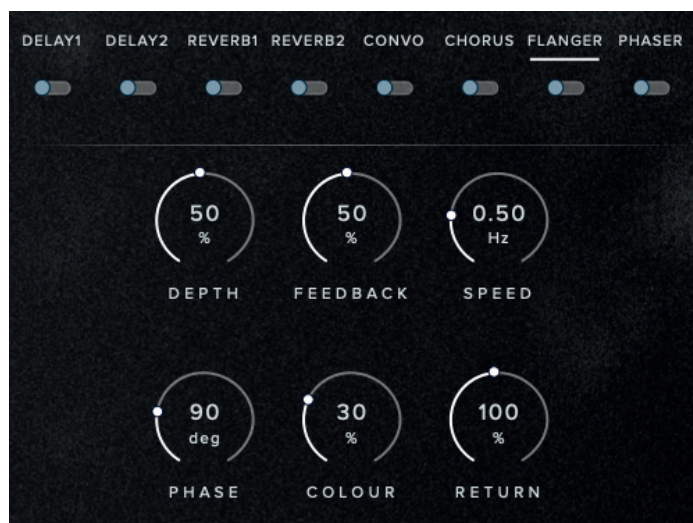 DELAY1 DELAY2 REVERB1 REVERB2 CONVO CHORUS FLANGER PHASER
50 50 0.50
% % Hz
DEPTH FEEDBACK SPEED
90 30 100
deg % %
PHASE COLOUR RETURN